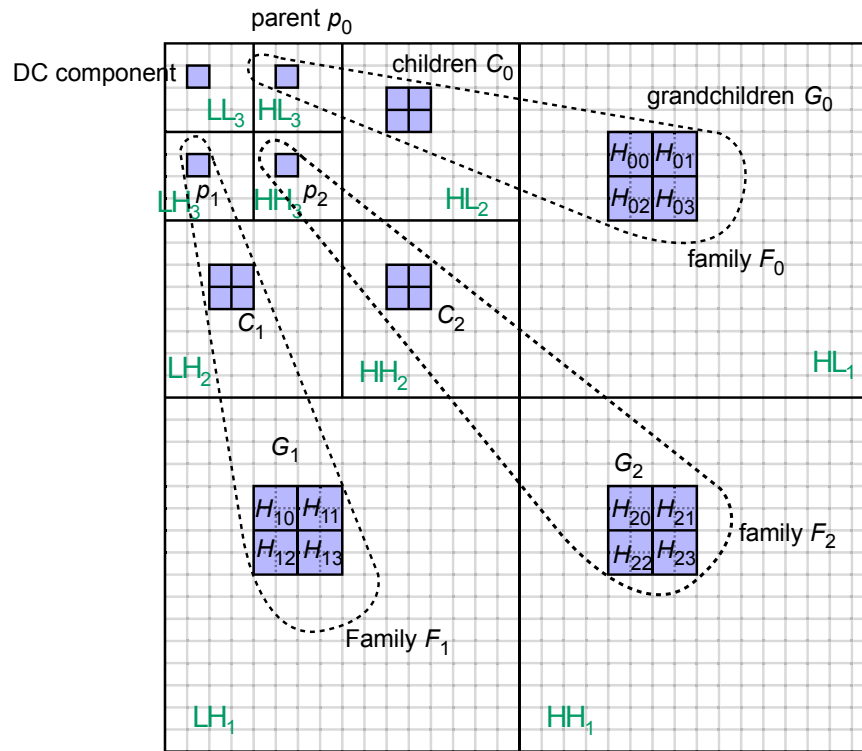 parent p₀
DC component
children C₀
grandchildren G₀
LL₃
HL₃
H₀₀ H₀₁
LH₃
p₁
HH₃
p₂
HL₂
H₀₂ H₀₃
family F₀
C₁
C₂
LH₂
HH₂
HL₁
G₁
G₂
H₁₀ H₁₁
H₂₀ H₂₁
family F₂
H₁₂ H₁₃
H₂₂ H₂₃
Family F₁
LH₁
HH₁